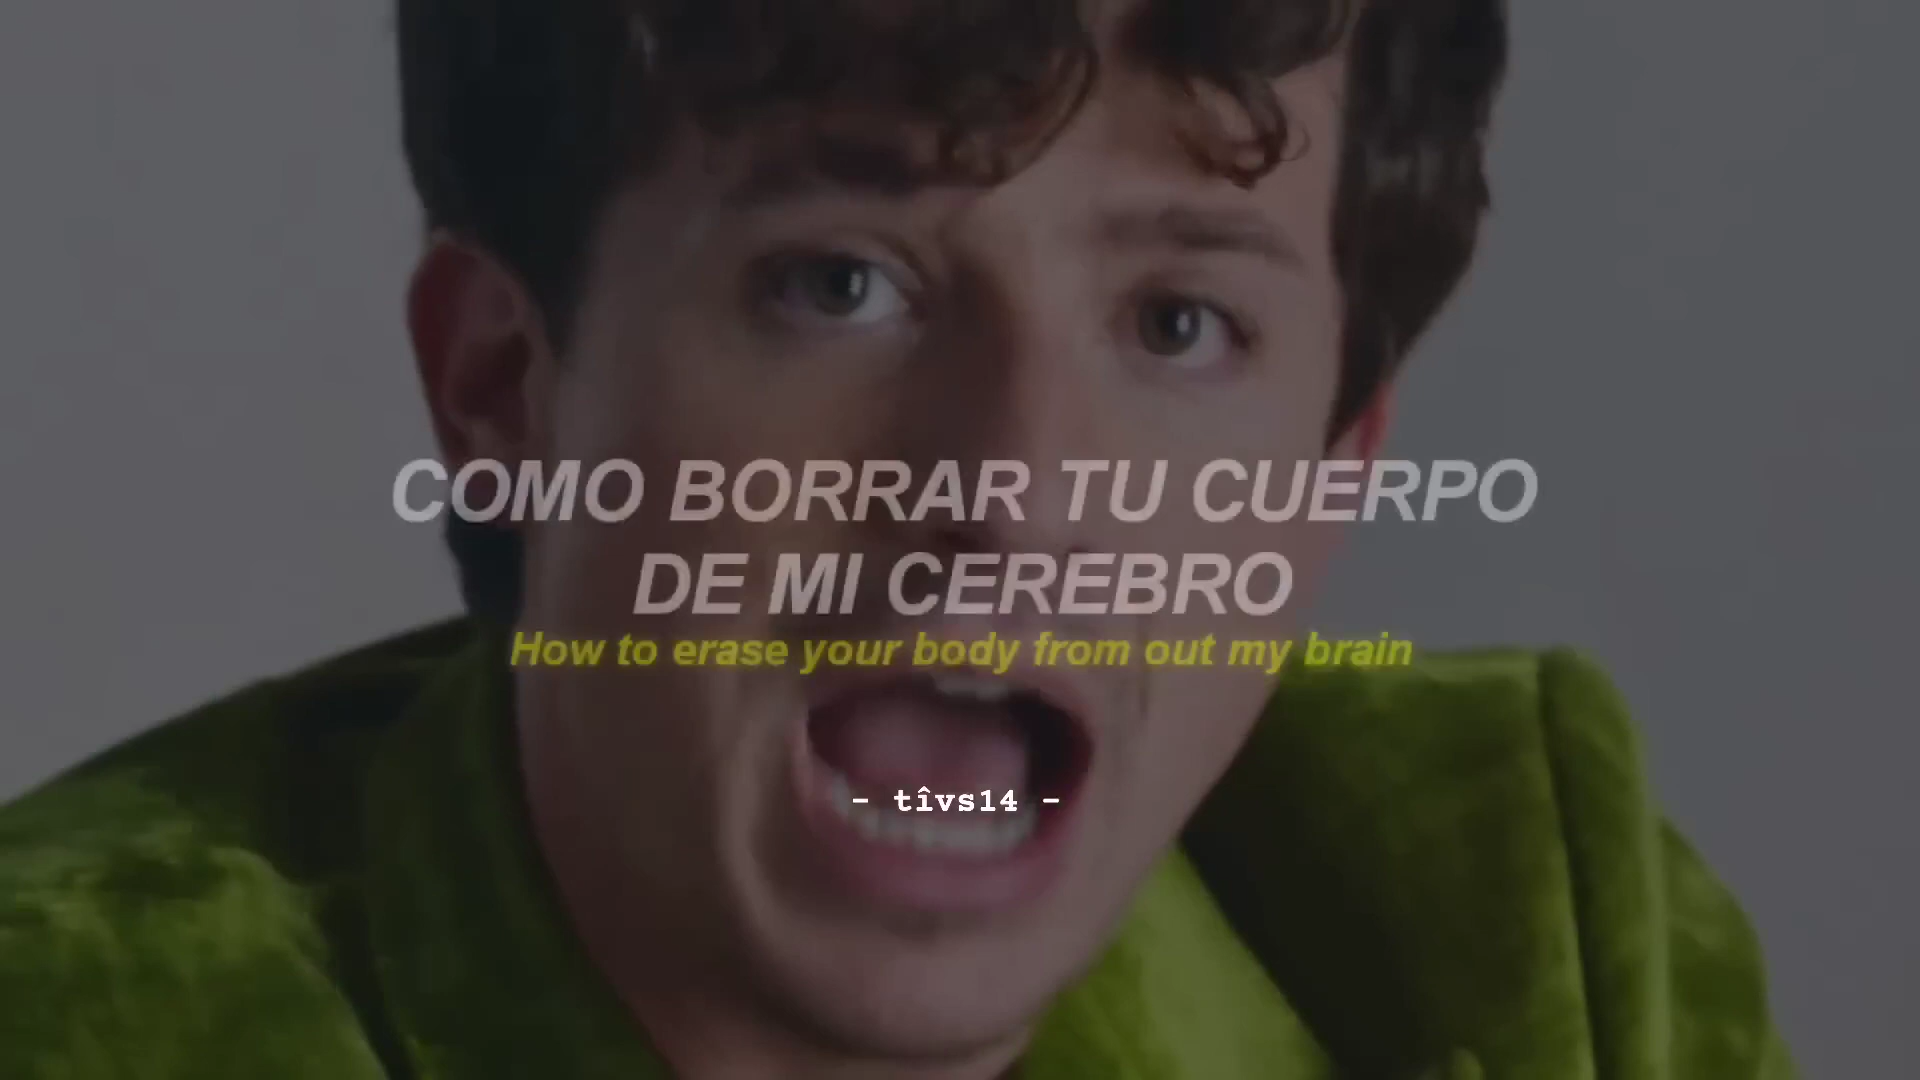 COMO BORRAR TU CUERPO
DE MI CEREBRO
How to erase your body from out my brain
- tîvs14 -